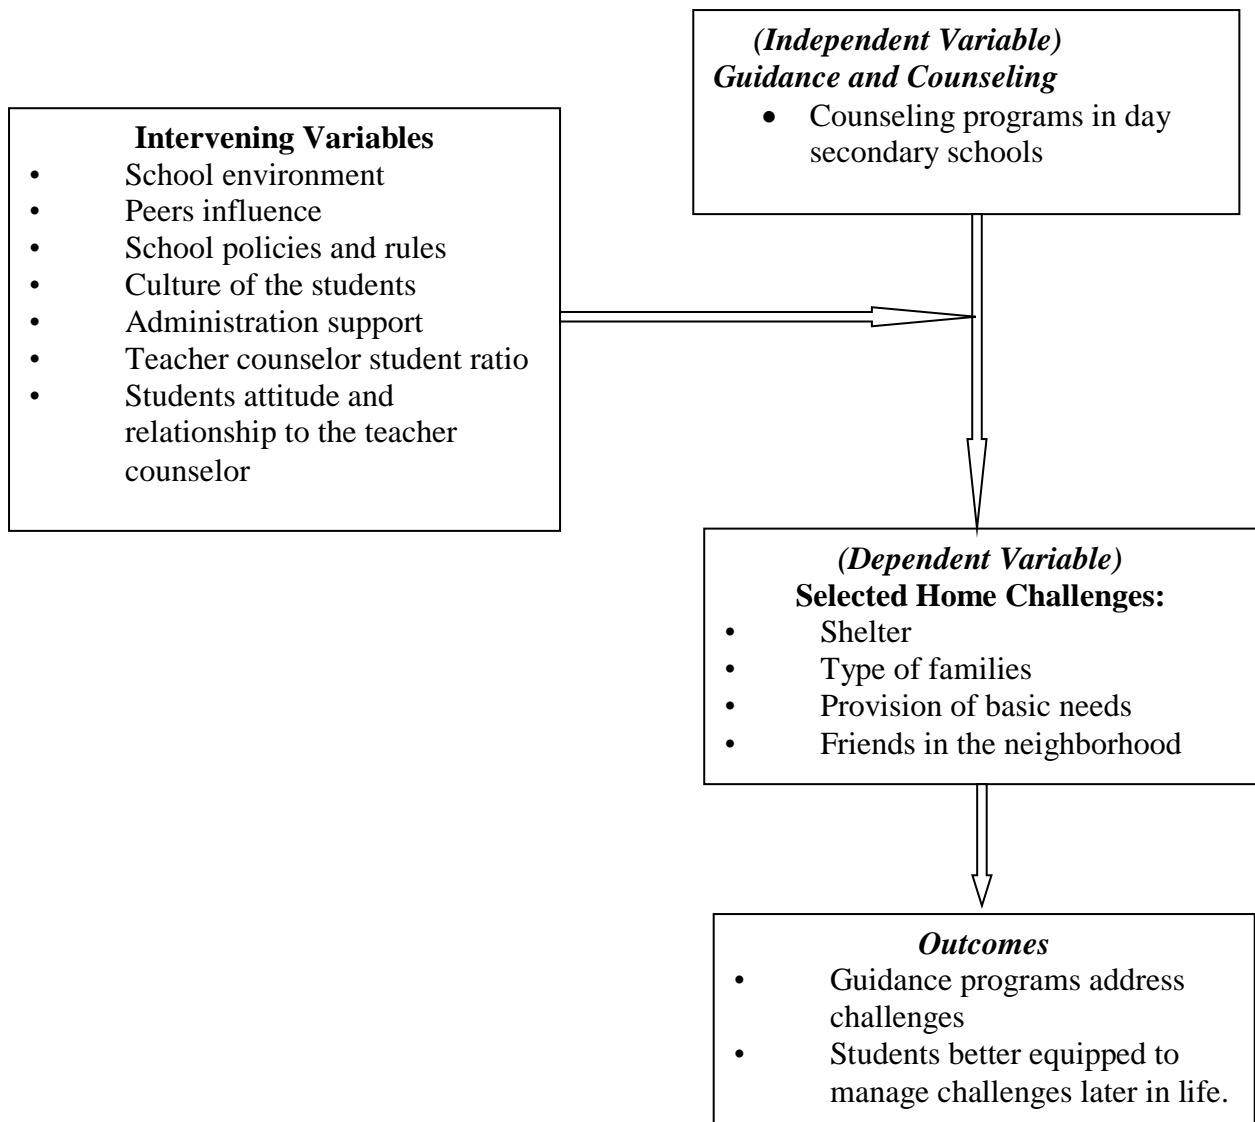 (Independent Variable)
Guidance and Counseling
• Counseling programs in day
secondary schools
Intervening Variables
• School environment
• Peers influence
• School policies and rules
• Culture of the students
• Administration support
• Teacher counselor student ratio
• Students attitude and
relationship to the teacher
counselor
(Dependent Variable)
Selected Home Challenges:
• Shelter
• Type of families
• Provision of basic needs
• Friends in the neighborhood
Outcomes
• Guidance programs address
challenges
• Students better equipped to
manage challenges later in life.